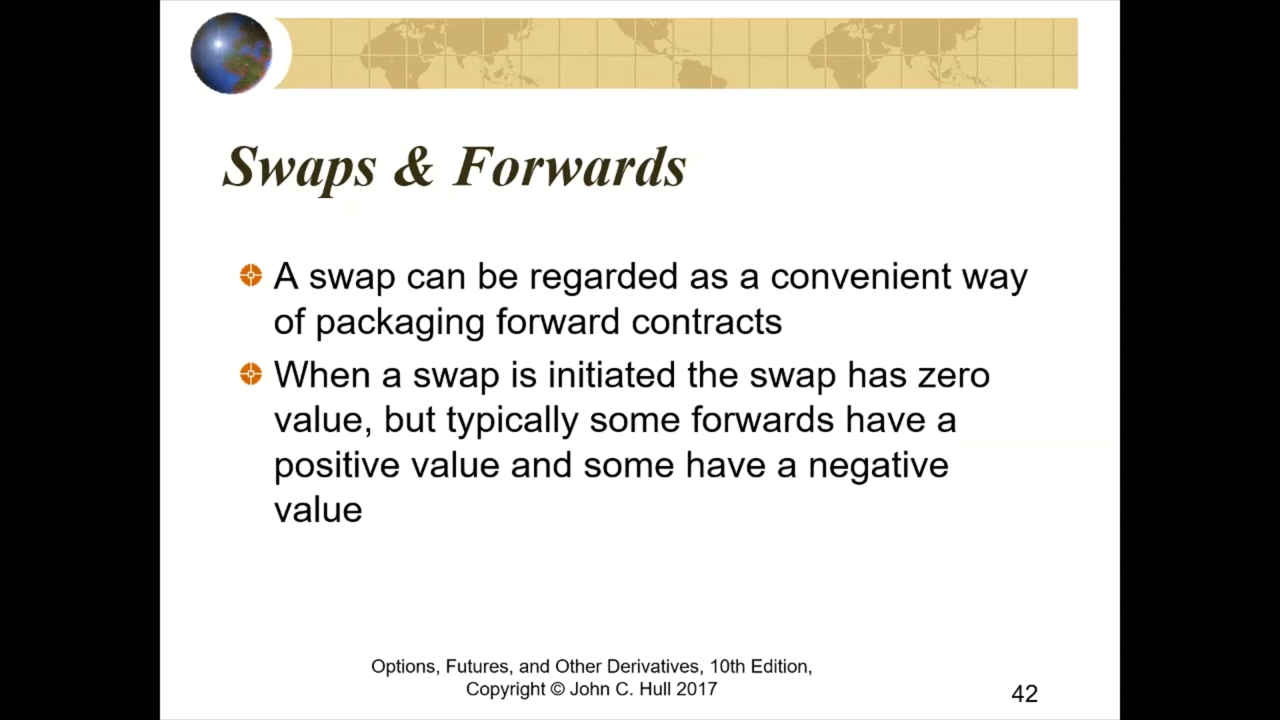 Swaps & Forwards
A swap can be regarded as a convenient way
of packaging forward contracts
When a swap is initiated the swap has zero
value, but typically some forwards have a
positive value and some have a negative
value
Options, Futures, and Other Derivatives, 10th Edition,
Copyright © John C. Hull 2017
42